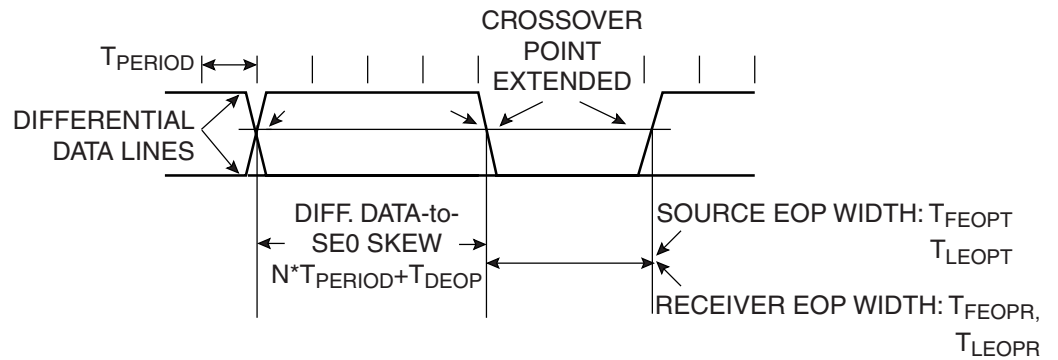 CROSSOVER
POINT
EXTENDED
TPERIOD
DIFFERENTIAL
DATA LINES
DIFF. DATA-to-
SE0 SKEW
N*TPERIOD+TDEOP
SOURCE EOP WIDTH: TFEOPT
TLEOPT
RECEIVER EOP WIDTH: TFEOPR,
TLEOPR